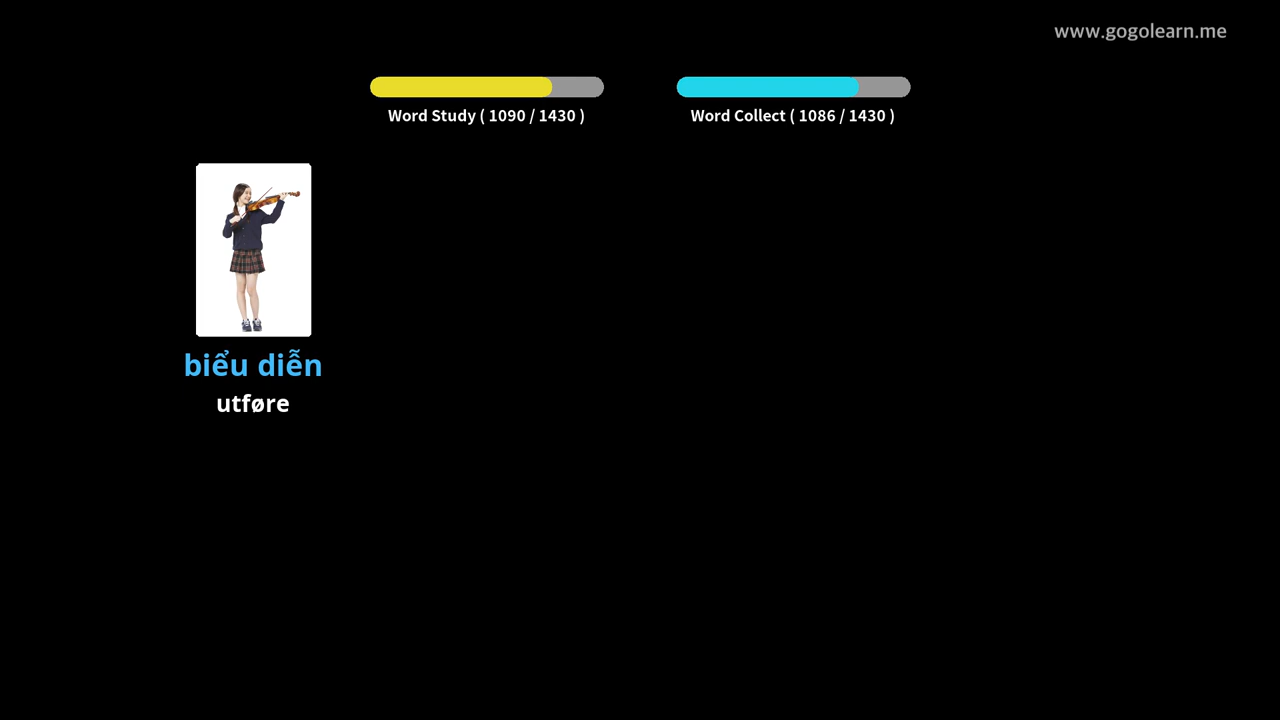 www.gogolearn.me
Word Study ( 1090 / 1430 )
Word Collect ( 1086 / 1430 )
biểu diễn
utføre